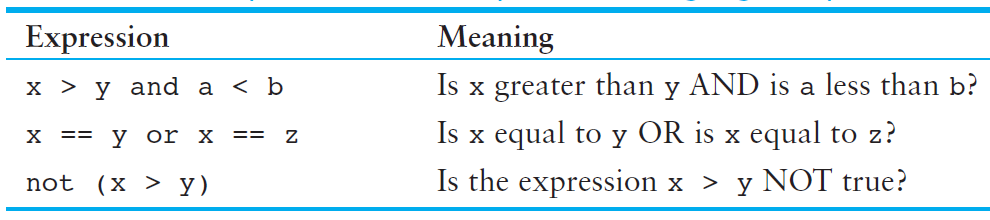 Expression Meaning
x > y and a < b Is x greater than y AND is a less than b?
x == y or x == z Is x equal to y OR is x equal to z?
not (x > y) Is the expression x > y NOT true?